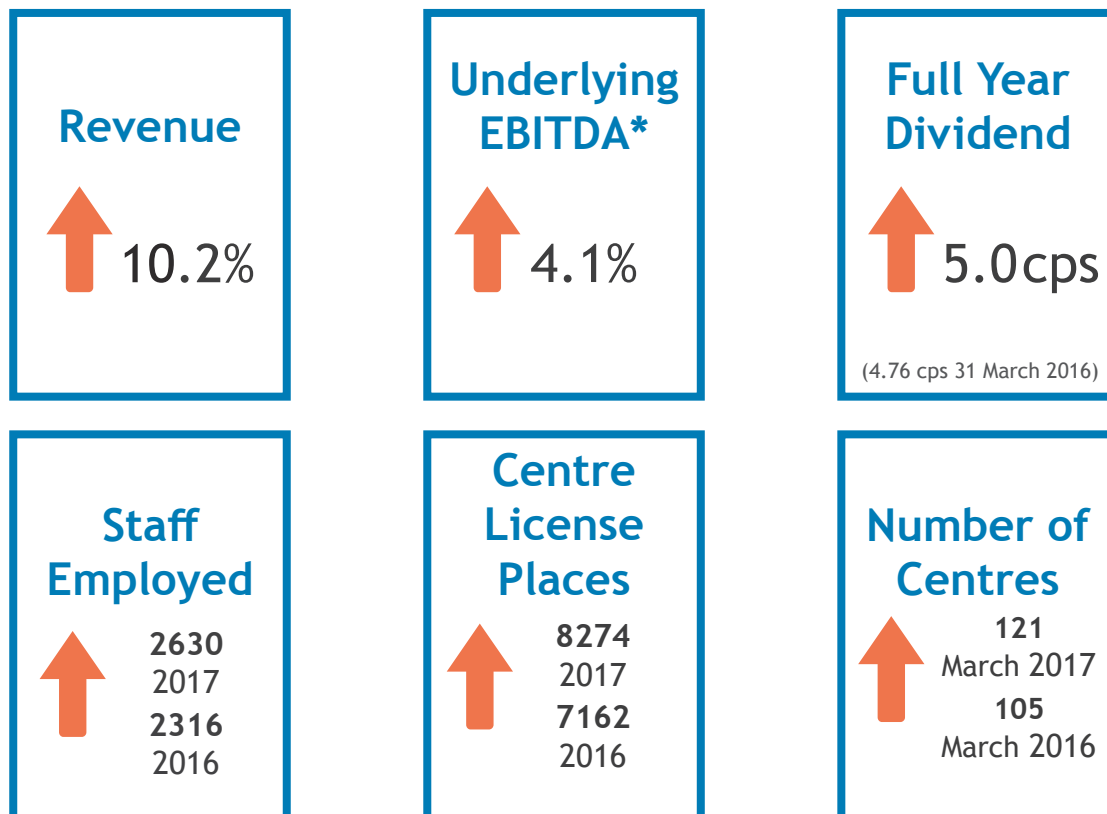 Revenue
10.2%
Underlying
EBITDA*
4.1%
Full Year
Dividend
5.0cps
(4.76 cps 31 March 2016)
Staff
Employed
2630
2017
2316
2016
Centre
License
Places
8274
2017
7162
2016
Number of
Centres
121
March 2017
105
March 2016